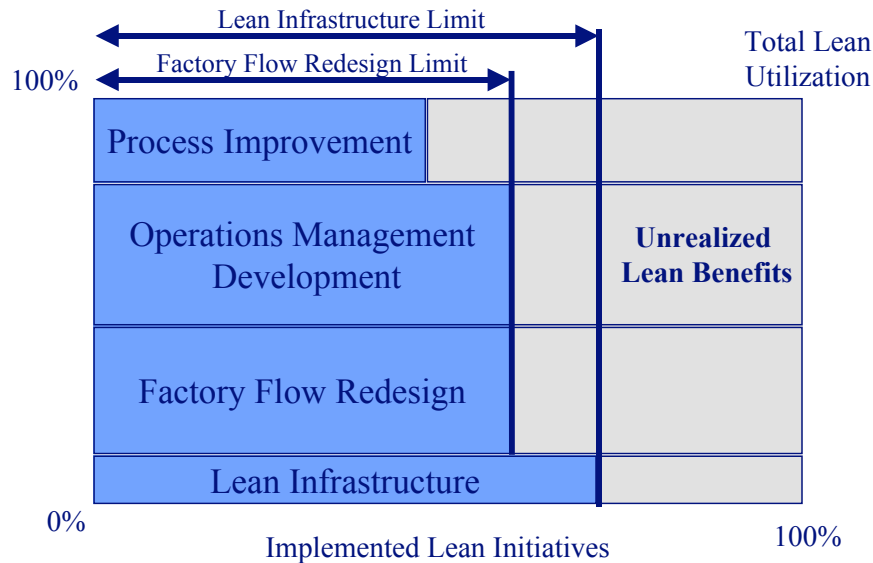 Lean Infrastructure Limit
Total Lean
Utilization
Factory Flow Redesign Limit
100%
Process Improvement
Operations Management
Development
Unrealized
Lean Benefits
Factory Flow Redesign
Lean Infrastructure
0%
100%
Implemented Lean Initiatives